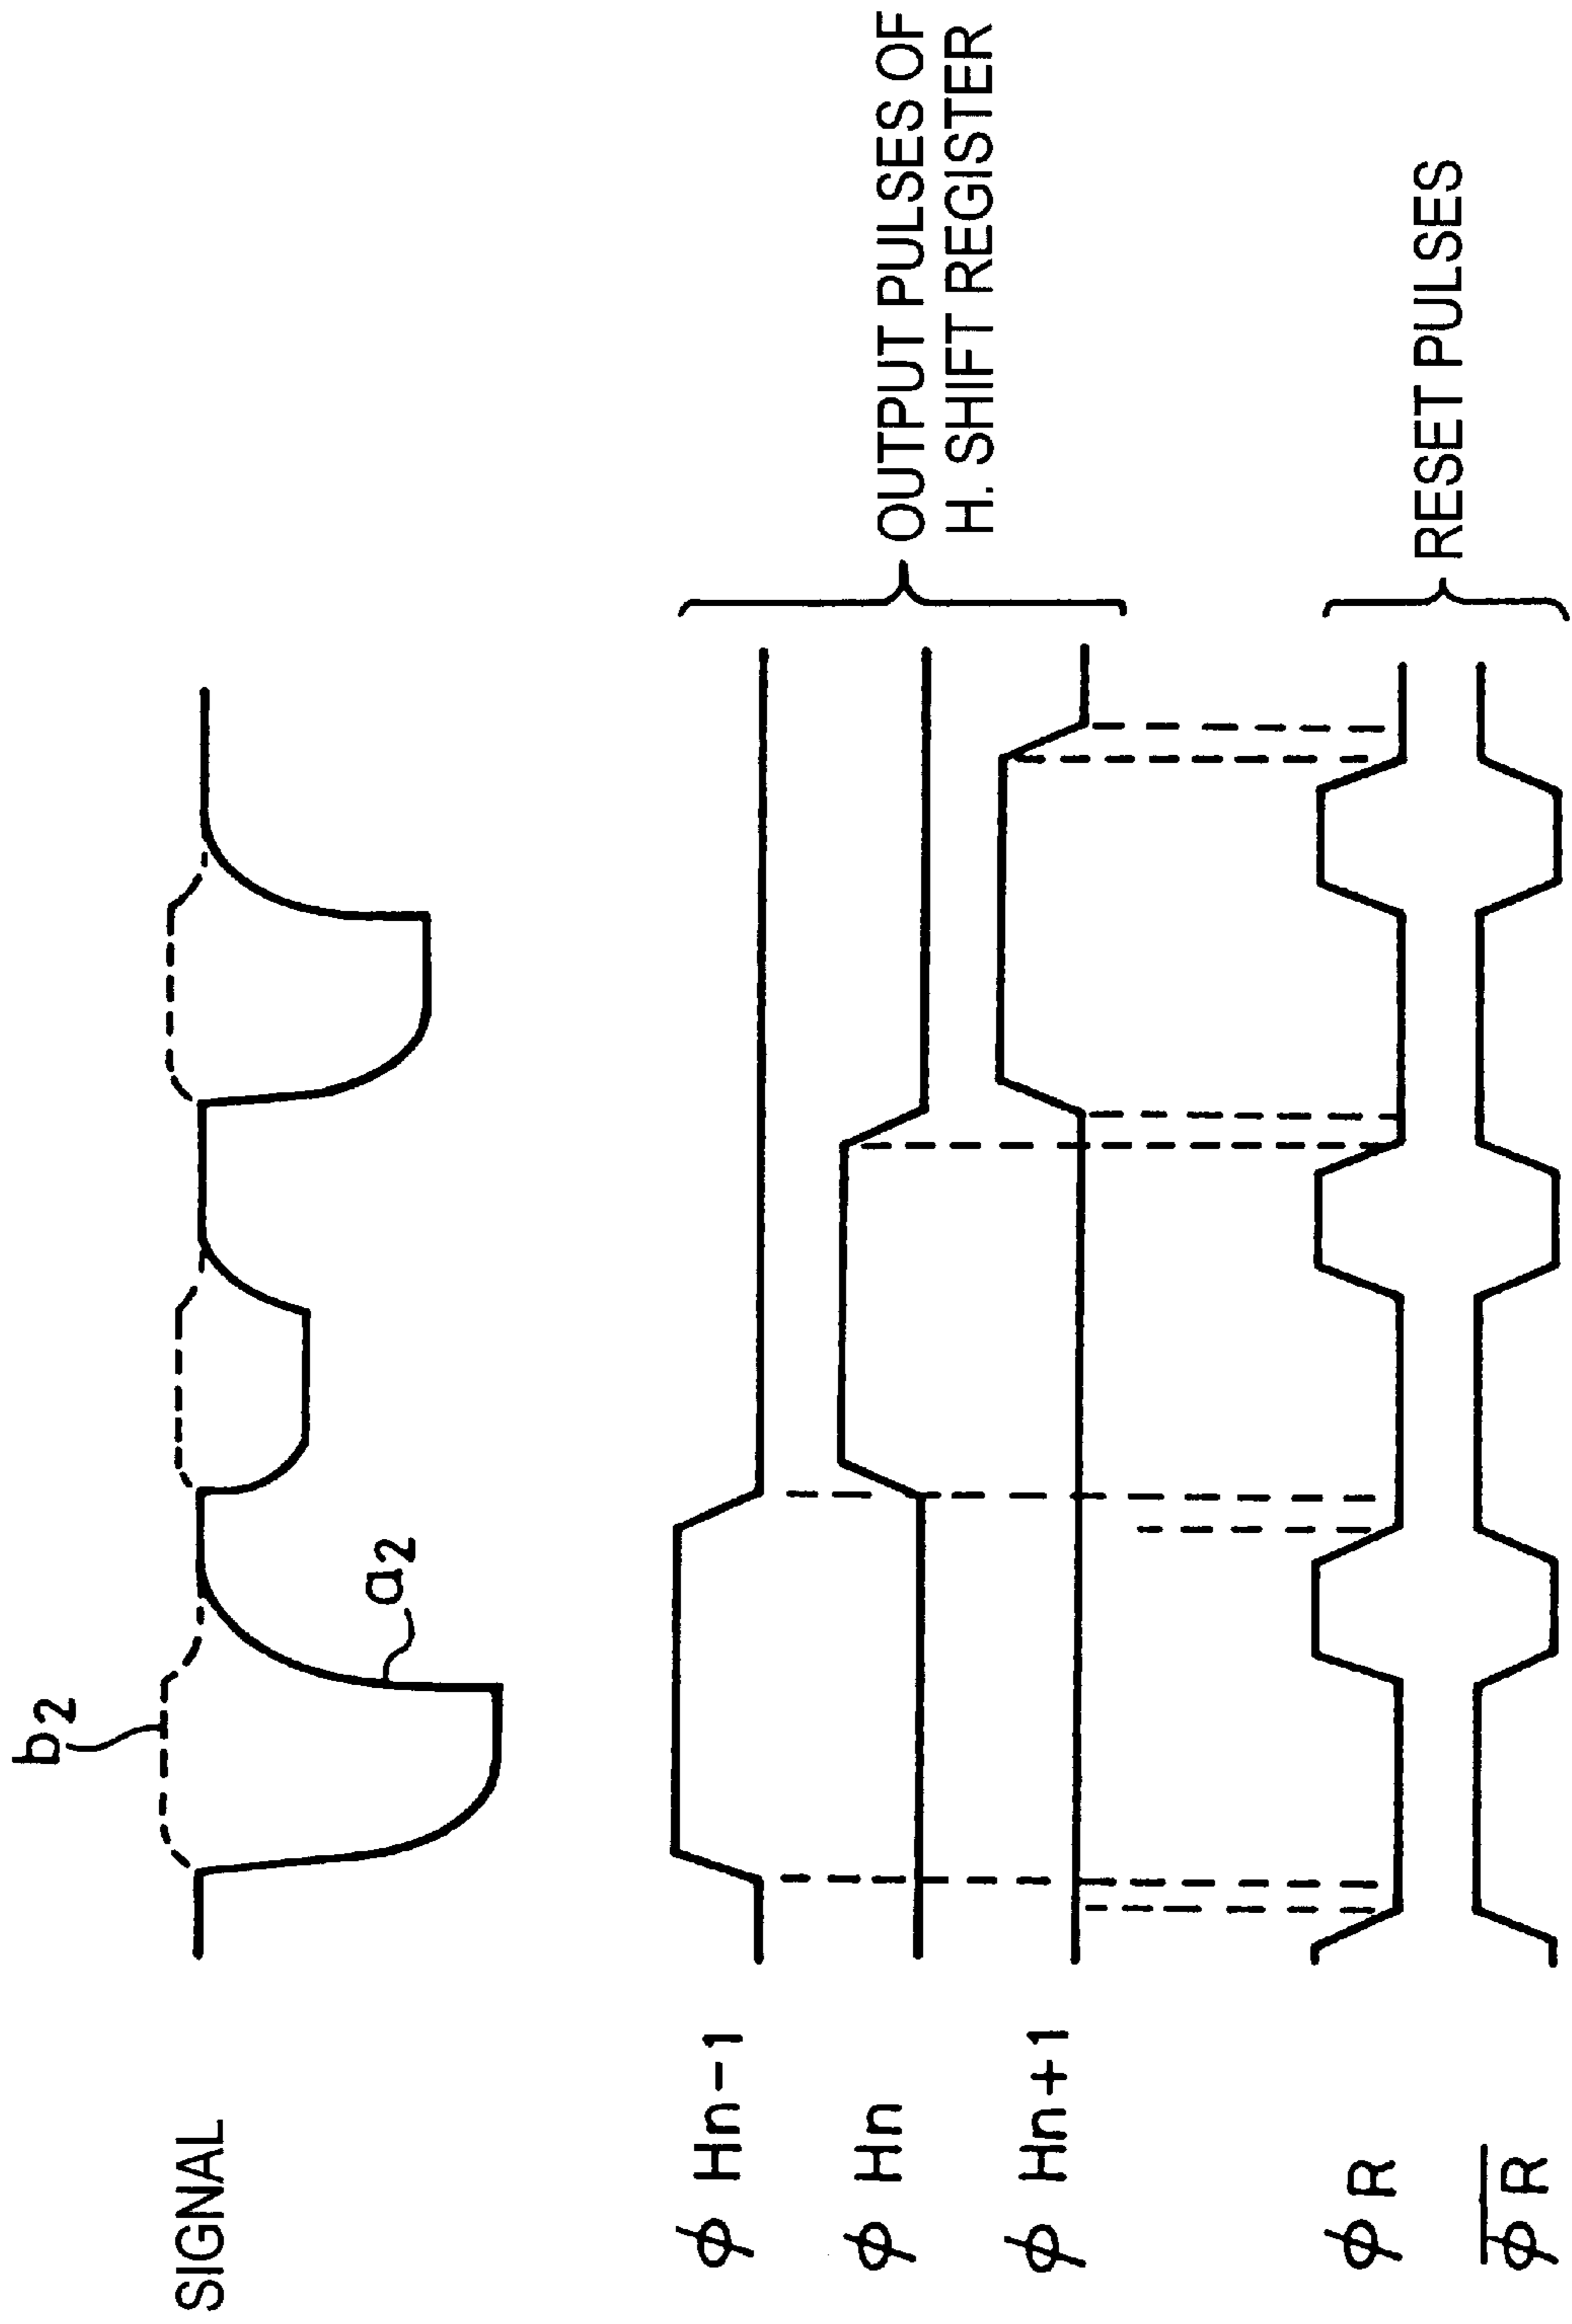 SIGNAL
b2
a2
ϕ Hn-1
ϕ Hn
ϕ Hn+1
OUTPUT PULSES OF
H. SHIFT REGISTER
ϕ R
ϕ̅ R̅
RESET PULSES